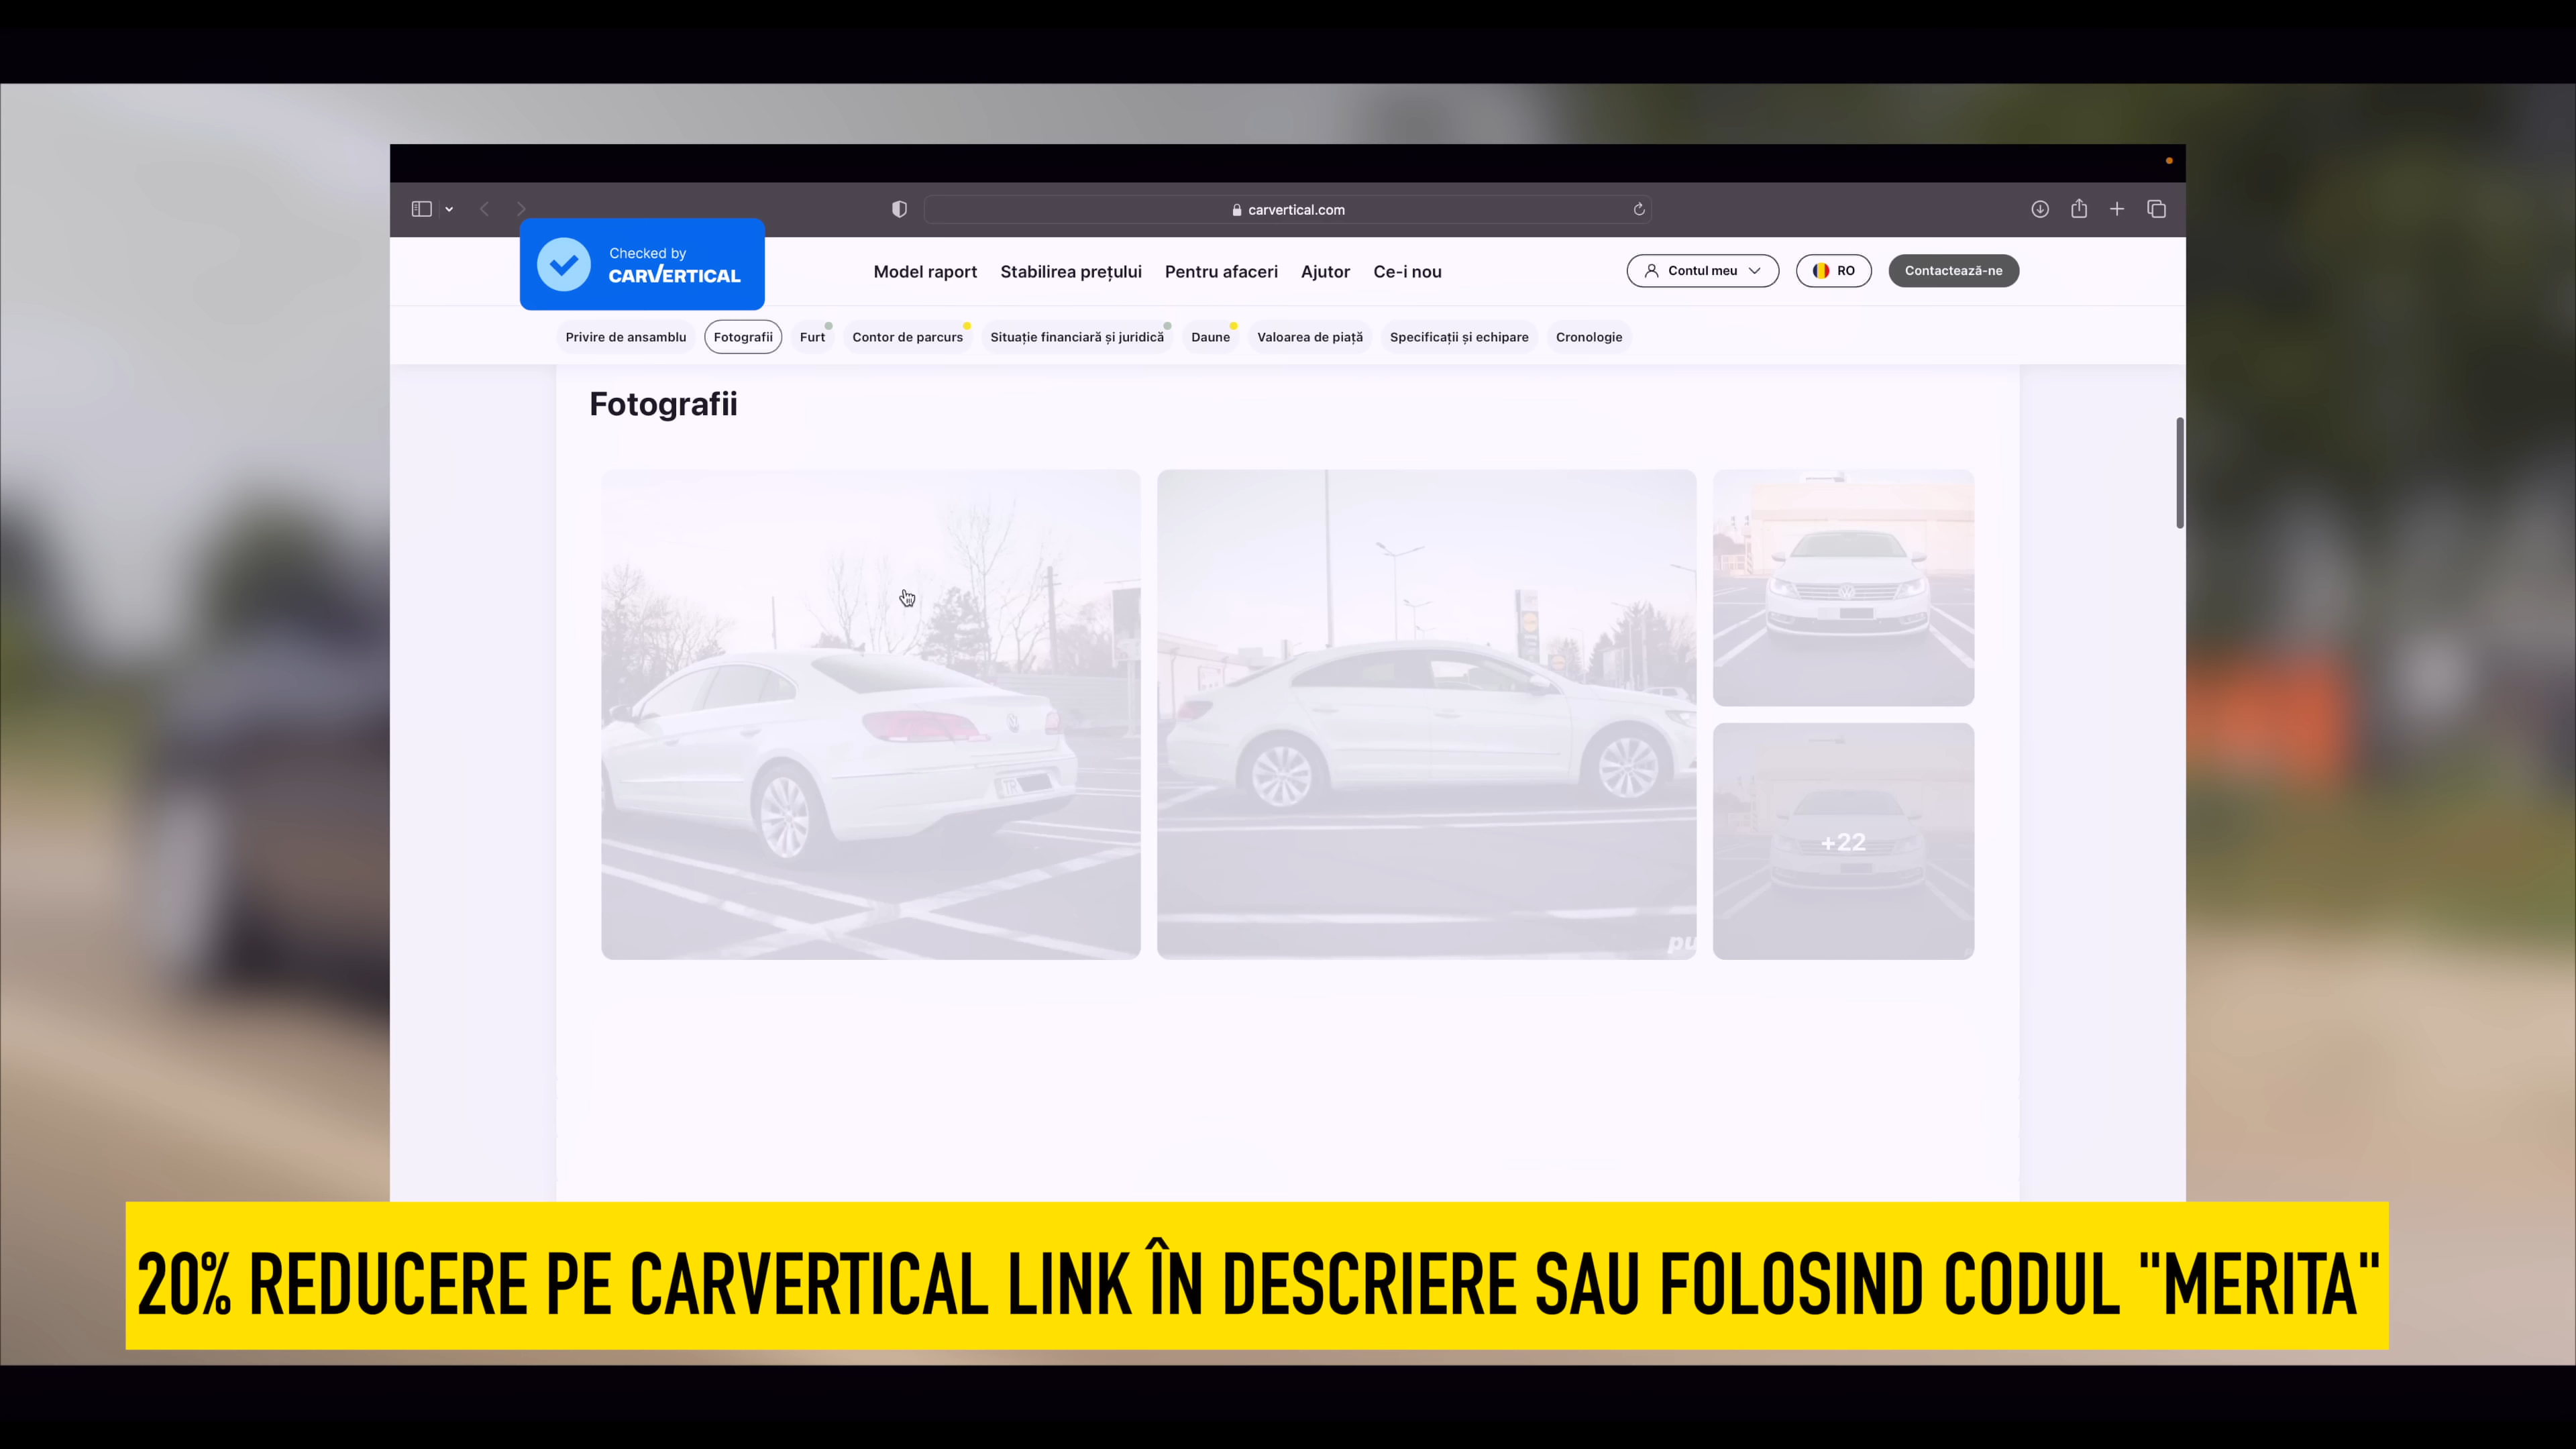 carvertical.com
Checked by
CARVERTICAL
Model raport
Stabilirea prețului
Pentru afaceri
Ajutor
Ce-i nou
Contul meu
RO
Contactează-ne
Privire de ansamblu
Fotografii
Furt
Contor de parcurs
Situație financiară și juridică
Daune
Valoarea de piață
Specificații și echipare
Cronologie
Fotografii
+22
20% REDUCERE PE CARVERTICAL LINK ÎN DESCRIERE SAU FOLOSIND CODUL "MERITA"